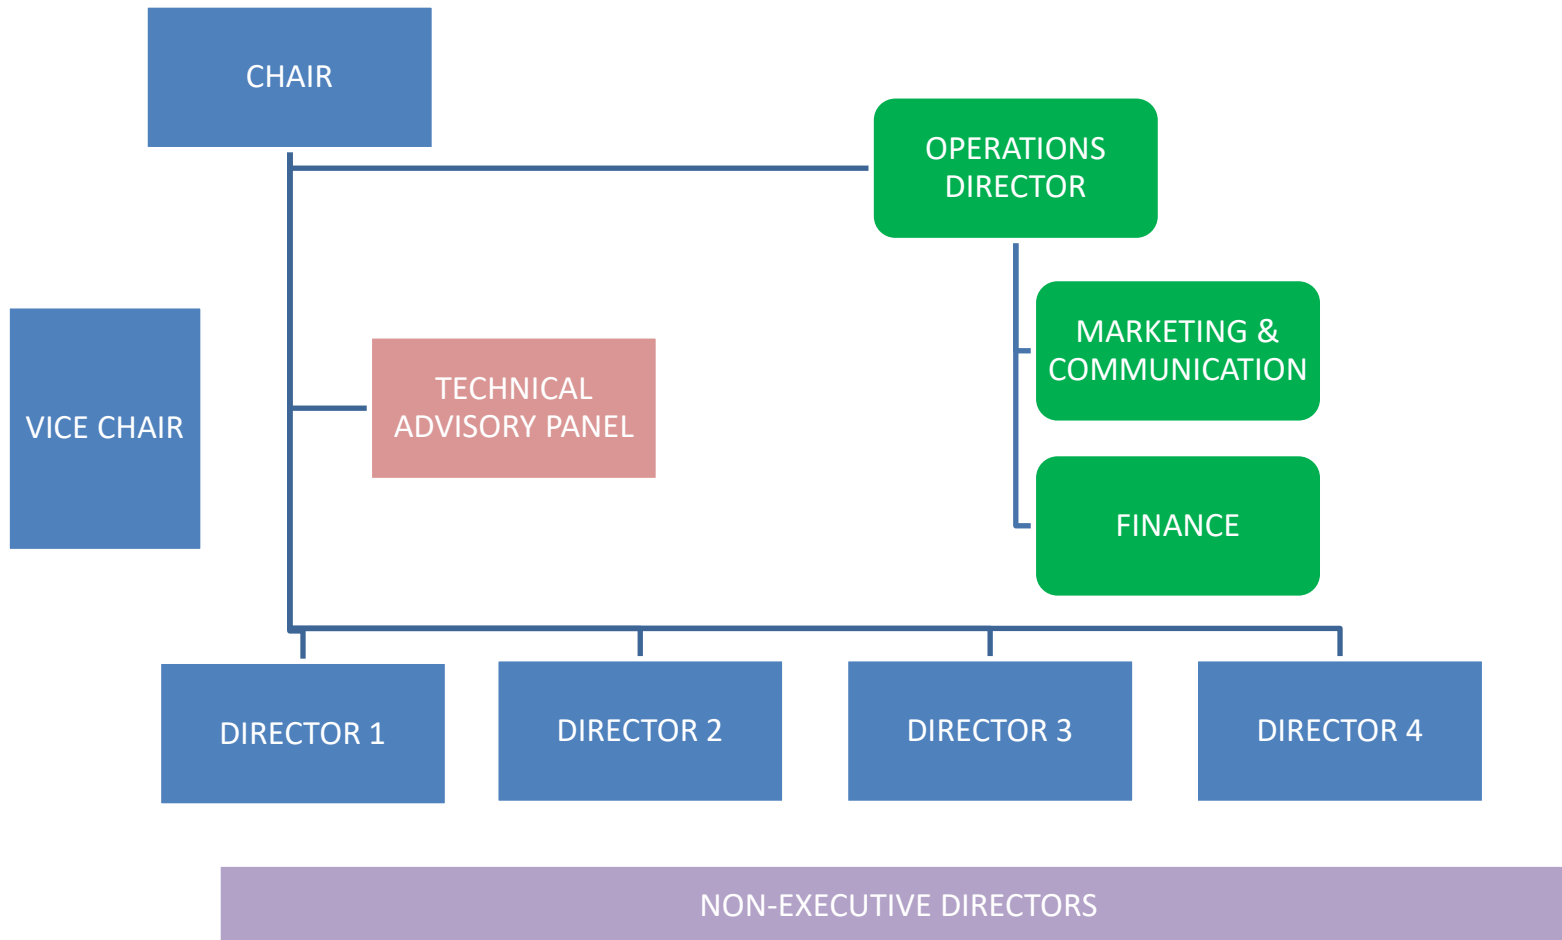 CHAIR
OPERATIONS
DIRECTOR
MARKETING &
COMMUNICATION
VICE CHAIR
TECHNICAL
ADVISORY PANEL
FINANCE
DIRECTOR 1
DIRECTOR 2
DIRECTOR 3
DIRECTOR 4
NON-EXECUTIVE DIRECTORS